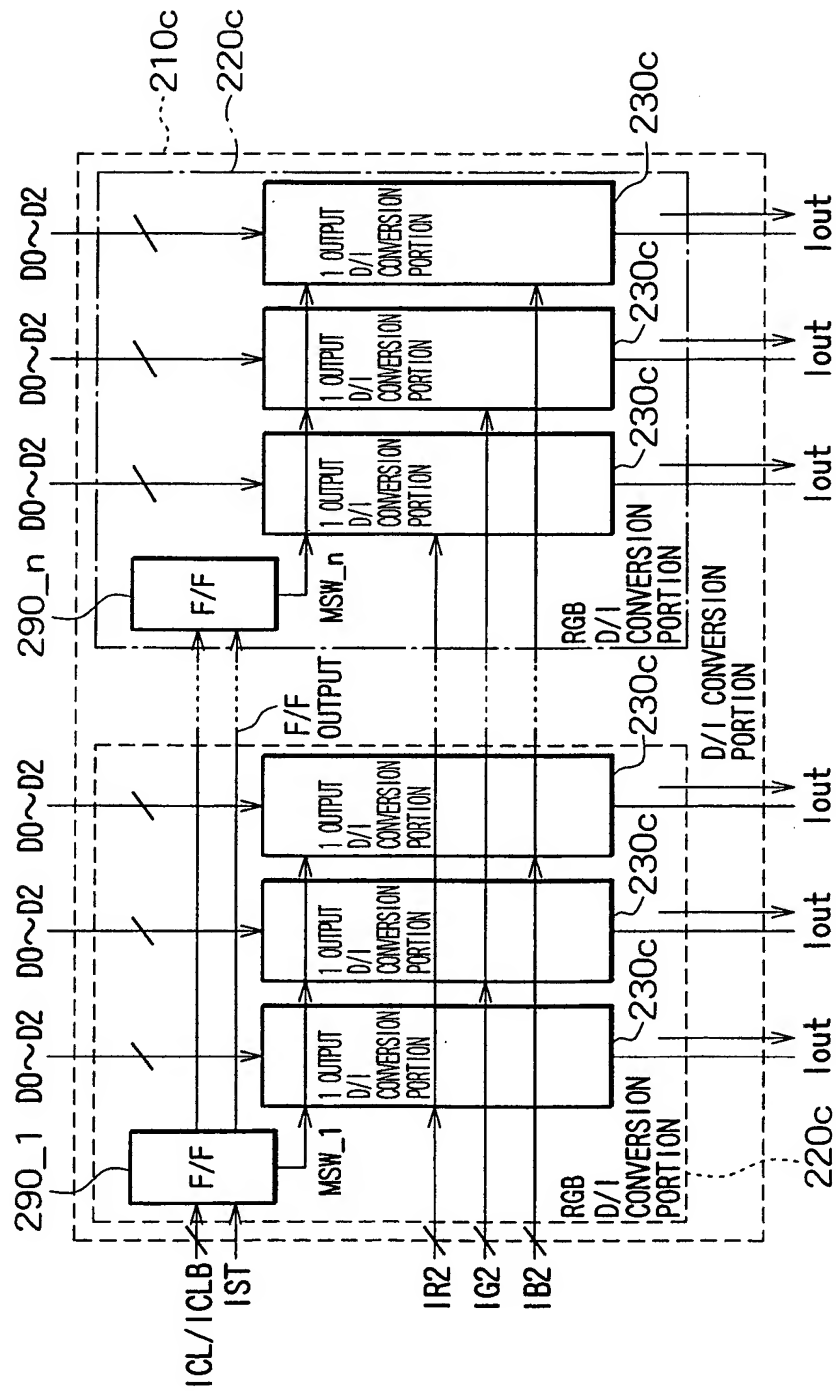 210c
220c
D0~D2
D0~D2
D0~D2
D0~D2
D0~D2
D0~D2
290_1
290_n
F/F
F/F
ICL/ICLB
IST
F/F
OUTPUT
MSW_1
MSW_n
1 OUTPUT
D/I
CONVERSION
PORTION
1 OUTPUT
D/I
CONVERSION
PORTION
1 OUTPUT
D/I
CONVERSION
PORTION
1 OUTPUT
D/I
CONVERSION
PORTION
1 OUTPUT
D/I
CONVERSION
PORTION
1 OUTPUT
D/I
CONVERSION
PORTION
IR2
IG2
IB2
230c
230c
230c
230c
230c
230c
RGB
D/I
CONVERSION
PORTION
RGB
D/I
CONVERSION
PORTION
D/I CONVERSION
PORTION
220c
Iout
Iout
Iout
Iout
Iout
Iout